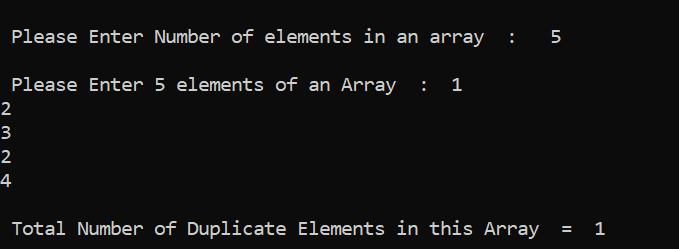 Please Enter Number of elements in an array  :   5
Please Enter 5 elements of an Array  :  1
2
3
2
4
Total Number of Duplicate Elements in this Array  =  1